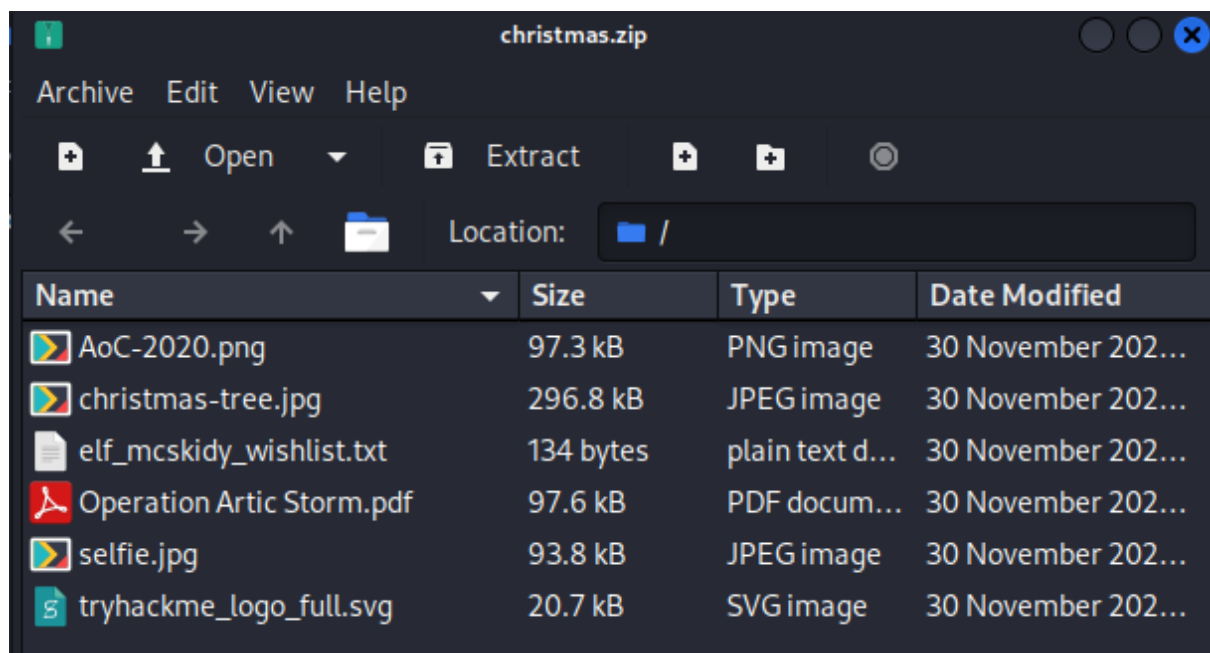 christmas.zip
Archive Edit View Help
Open Extract
Location: /
Name Size Type Date Modified
AoC-2020.png 97.3 kB PNG image 30 November 202...
christmas-tree.jpg 296.8 kB JPEG image 30 November 202...
elf_mcskidy_wishlist.txt 134 bytes plain text d... 30 November 202...
Operation Artic Storm.pdf 97.6 kB PDF docum... 30 November 202...
selfie.jpg 93.8 kB JPEG image 30 November 202...
tryhackme_logo_full.svg 20.7 kB SVG image 30 November 202...